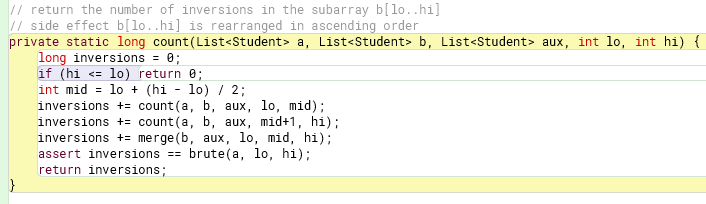 // return the number of inversions in the subarray b[lo..hi]
// side effect b[lo..hi] is rearranged in ascending order
private static long count(List<Student> a, List<Student> b, List<Student> aux, int lo, int hi) {
    long inversions = 0;
    if (hi <= lo) return 0;
    int mid = lo + (hi - lo) / 2;
    inversions += count(a, b, aux, lo, mid);
    inversions += count(a, b, aux, mid+1, hi);
    inversions += merge(b, aux, lo, mid, hi);
    assert inversions == brute(a, lo, hi);
    return inversions;
}